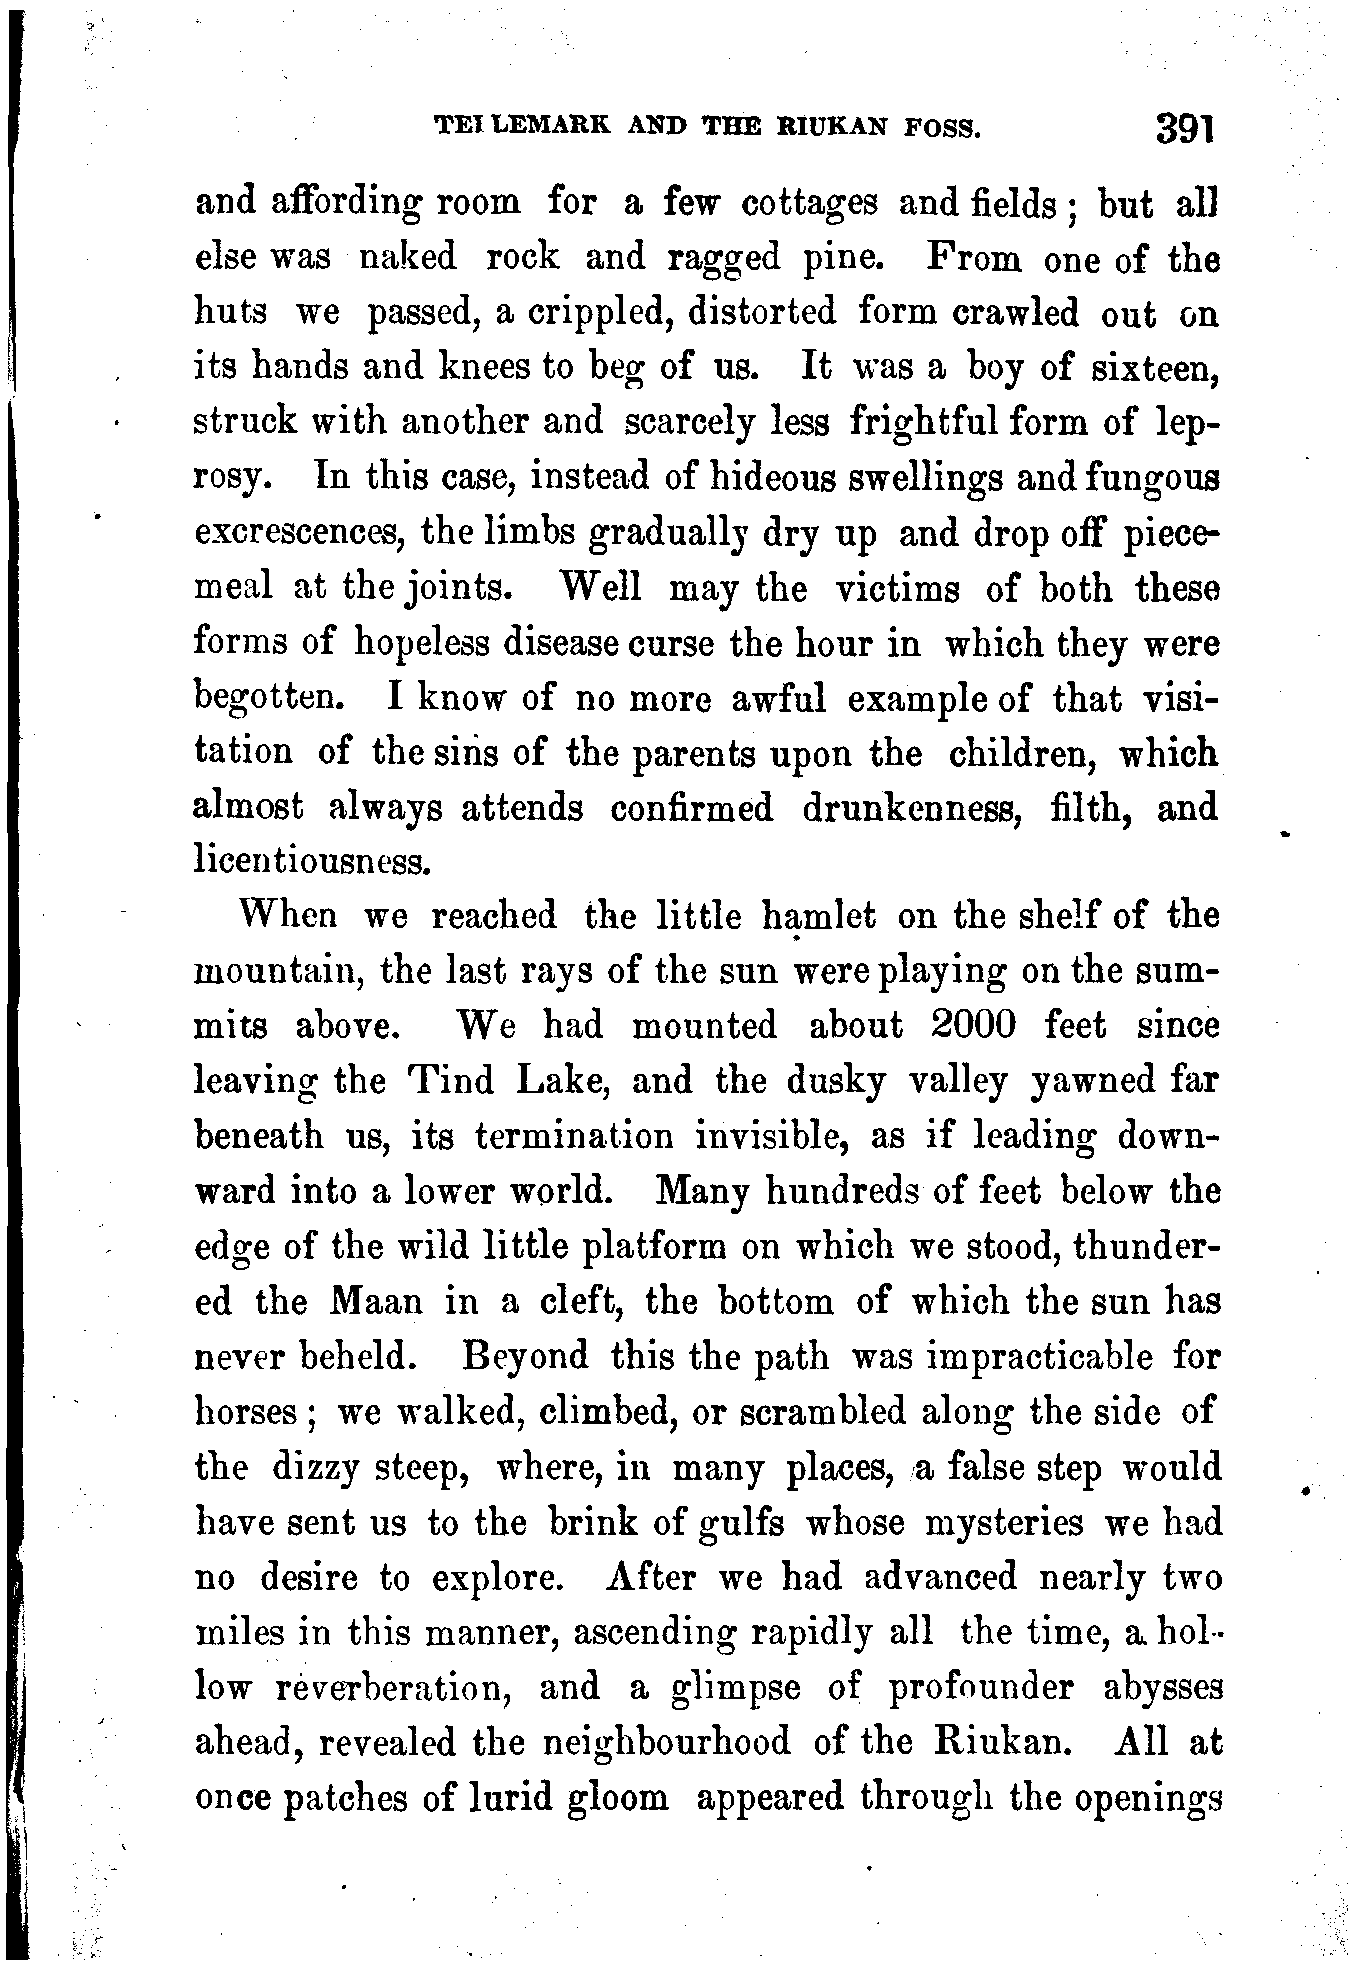 TELLEMARK AND THE RIUKAN FOSS. 391
and affording room for a few cottages and fields; but all
else was naked rock and ragged pine. From one of the
huts we passed, a crippled, distorted form crawled out on
its hands and knees to beg of us. It was a boy of sixteen,
struck with another and scarcely less frightful form of lep-
rosy. In this case, instead of hideous swellings and fungous
excrescences, the limbs gradually dry up and drop off piece-
meal at the joints. Well may the victims of both these
forms of hopeless disease curse the hour in which they were
begotten. I know of no more awful example of that visi-
tation of the sins of the parents upon the children, which
almost always attends confirmed drunkenness, filth, and
licentiousness.
When we reached the little hamlet on the shelf of the
mountain, the last rays of the sun were playing on the sum-
mits above. We had mounted about 2000 feet since
leaving the Tind Lake, and the dusky valley yawned far
beneath us, its termination invisible, as if leading down-
ward into a lower world. Many hundreds of feet below the
edge of the wild little platform on which we stood, thunder-
ed the Maan in a cleft, the bottom of which the sun has
never beheld. Beyond this the path was impracticable for
horses; we walked, climbed, or scrambled along the side of
the dizzy steep, where, in many places, a false step would
have sent us to the brink of gulfs whose mysteries we had
no desire to explore. After we had advanced nearly two
miles in this manner, ascending rapidly all the time, a hol-
low reverberation, and a glimpse of profounder abysses
ahead, revealed the neighbourhood of the Riukan. All at
once patches of lurid gloom appeared through the openings